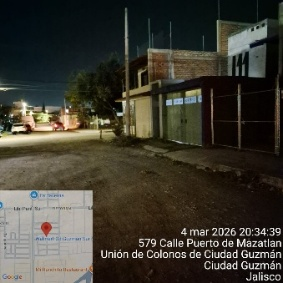 4 mar 2026 20:34:39
579 Calle Puerto de Mazatlan
Unión de Colonos de Ciudad Guzmán
Ciudad Guzmán
Jalisco
Google